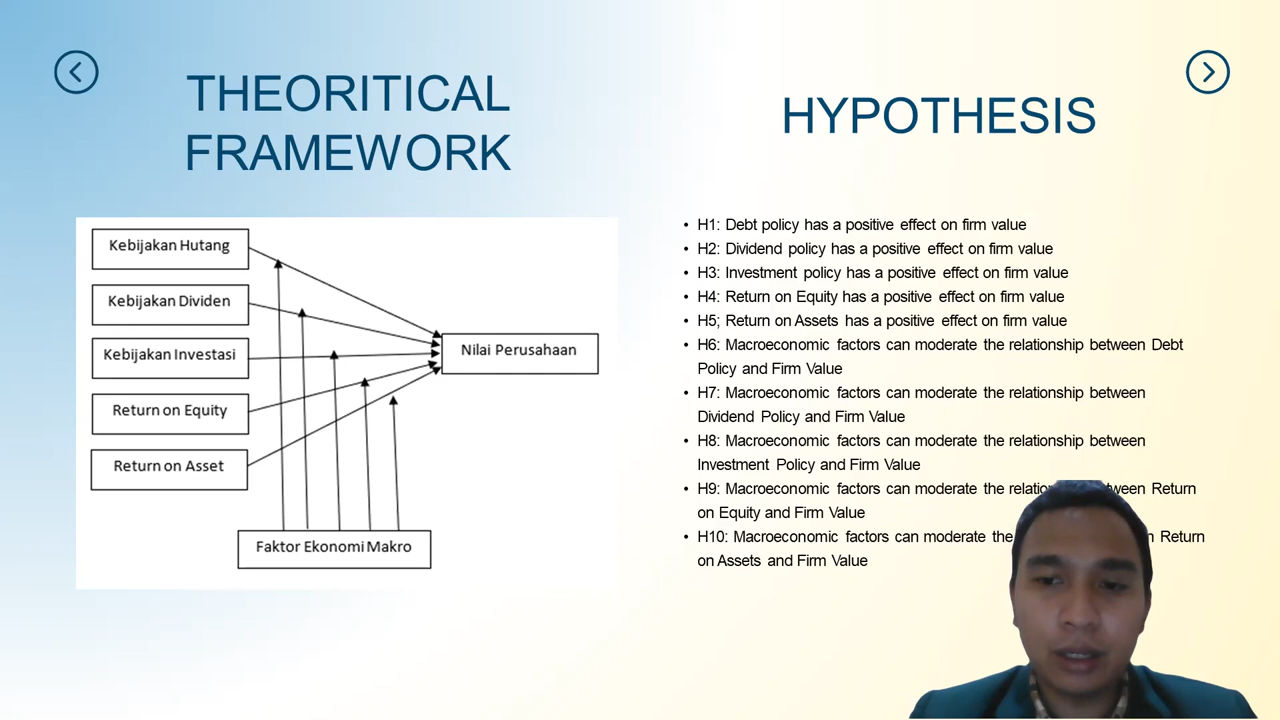 THEORITICAL
FRAMEWORK
Kebijakan Hutang
Kebijakan Dividen
Kebijakan Investasi
Return on Equity
Return on Asset
Nilai Perusahaan
Faktor Ekonomi Makro
HYPOTHESIS
• H1: Debt policy has a positive effect on firm value
• H2: Dividend policy has a positive effect on firm value
• H3: Investment policy has a positive effect on firm value
• H4: Return on Equity has a positive effect on firm value
• H5; Return on Assets has a positive effect on firm value
• H6: Macroeconomic factors can moderate the relationship between Debt
Policy and Firm Value
• H7: Macroeconomic factors can moderate the relationship between
Dividend Policy and Firm Value
• H8: Macroeconomic factors can moderate the relationship between
Investment Policy and Firm Value
• H9: Macroeconomic factors can moderate the Return
on Equity and Firm Value
• H10: Macroeconomic factors can moderate the Return
on Assets and Firm Value